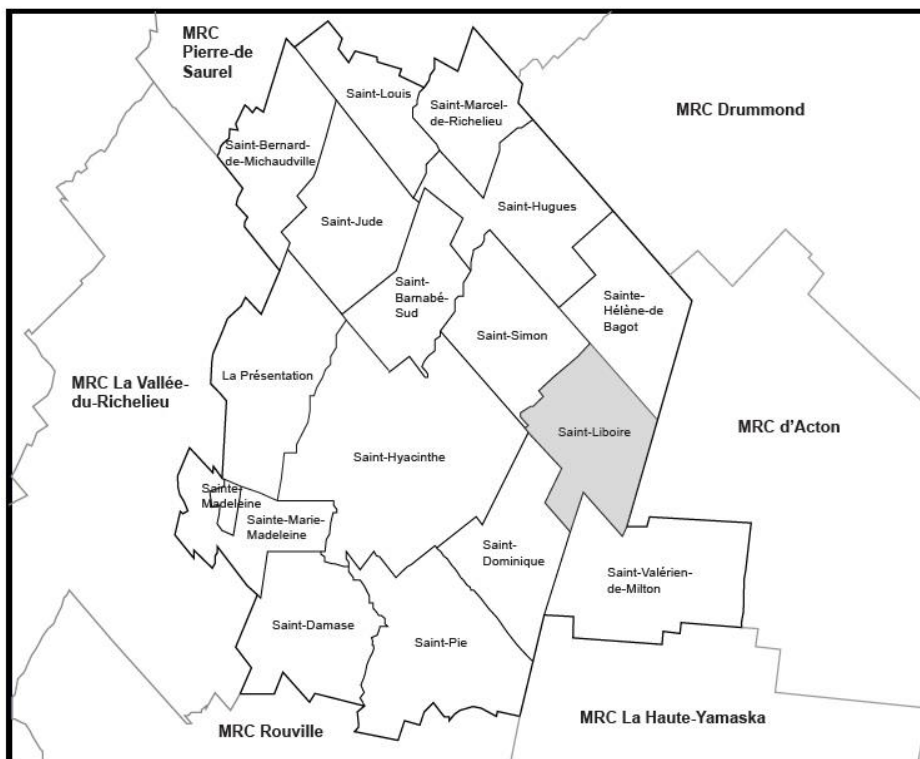 MRC
Pierre-de
Saurel
Saint-Louis
Saint-Marcel-
de-Richelieu
MRC Drummond
Saint-Bernard-
de-Michaudville
Saint-Jude
Saint-Hugues
Saint-
Barnabé-
Sud
Sainte-
Hélène-de
Bagot
Saint-Simon
La Présentation
MRC La Vallée-
du-Richelieu
Saint-Liboire
MRC d'Acton
Saint-Hyacinthe
Sainte-
Madeleine
Sainte-Marie-
Madeleine
Saint-
Dominique
Saint-Valérien-
de-Milton
Saint-Damase
Saint-Pie
MRC Rouville
MRC La Haute-Yamaska